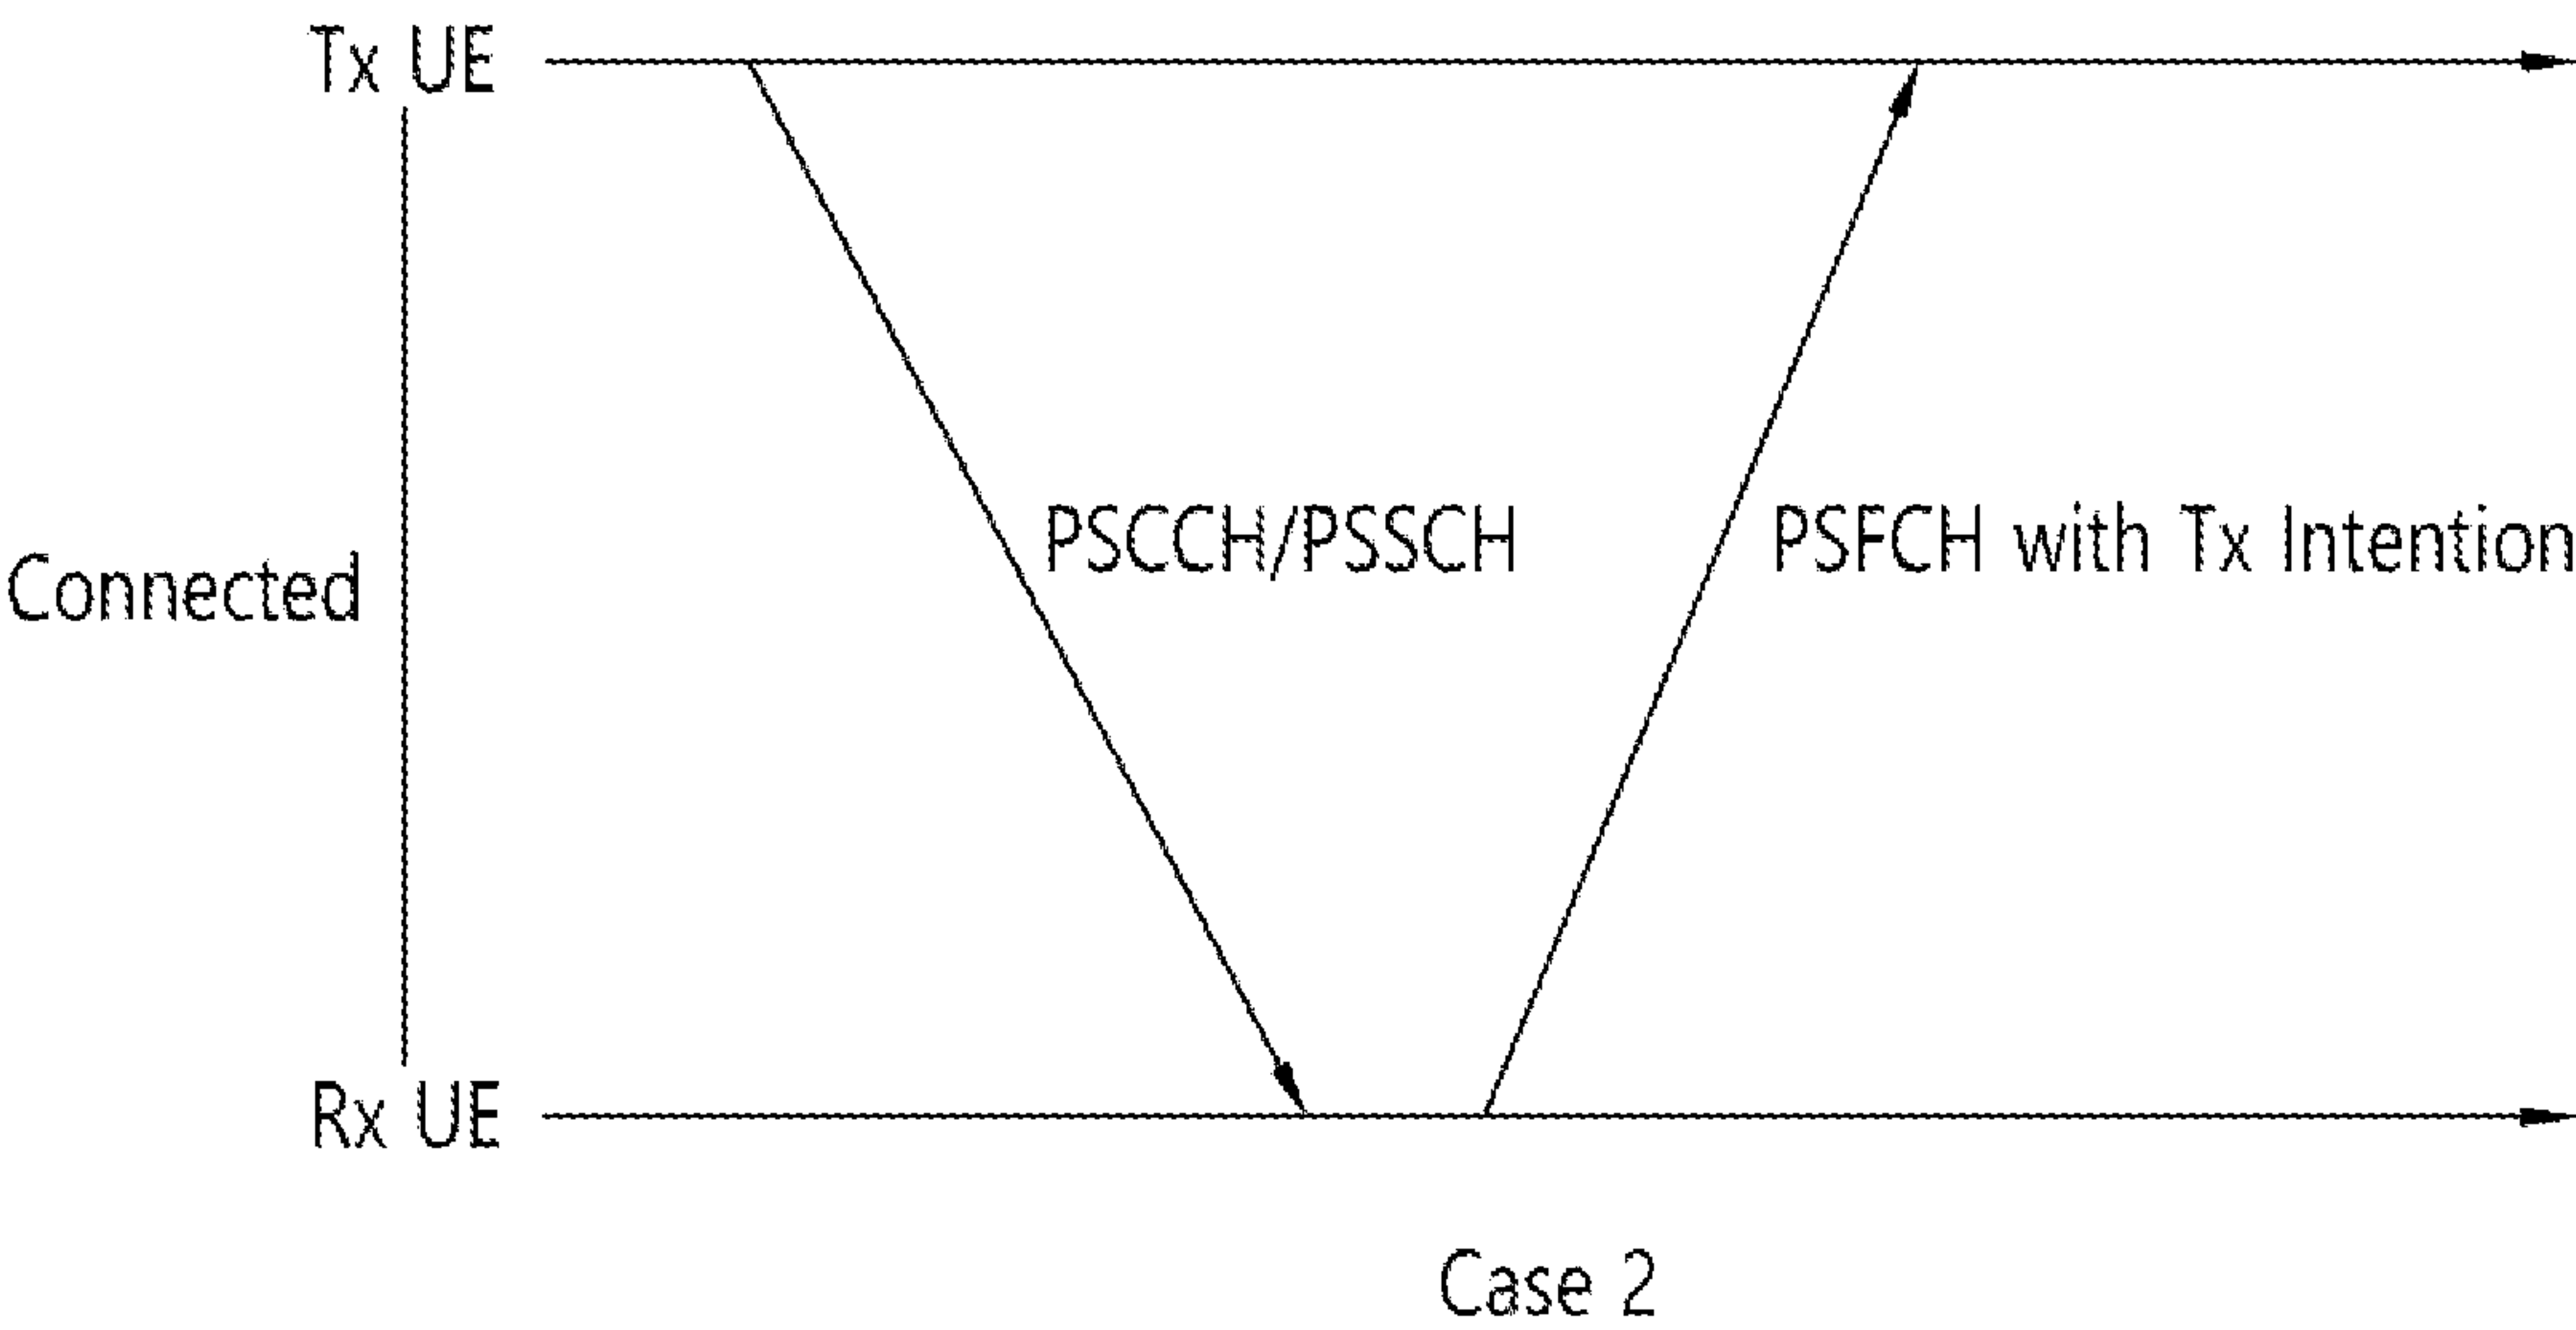 Tx UE
PSCCH/PSSCH
PSFCH with Tx Intention
Connected
Rx UE
Case 2